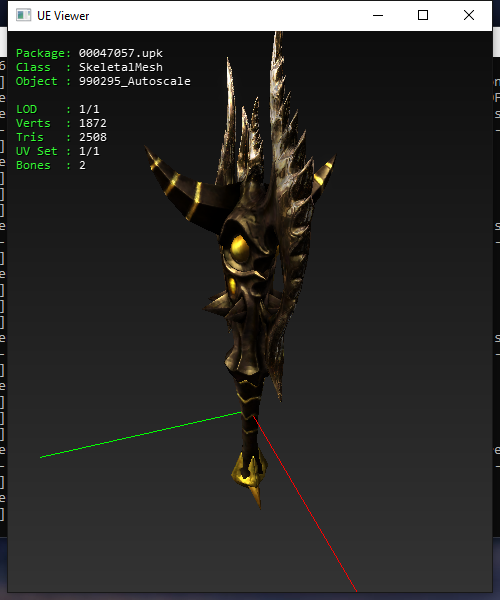 UE Viewer
Package: 00047057.upk
Class  : SkeletalMesh
Object : 990295_Autoscale
LOD    : 1/1
Verts  : 1872
Tris   : 2508
UV Set : 1/1
Bones  : 2